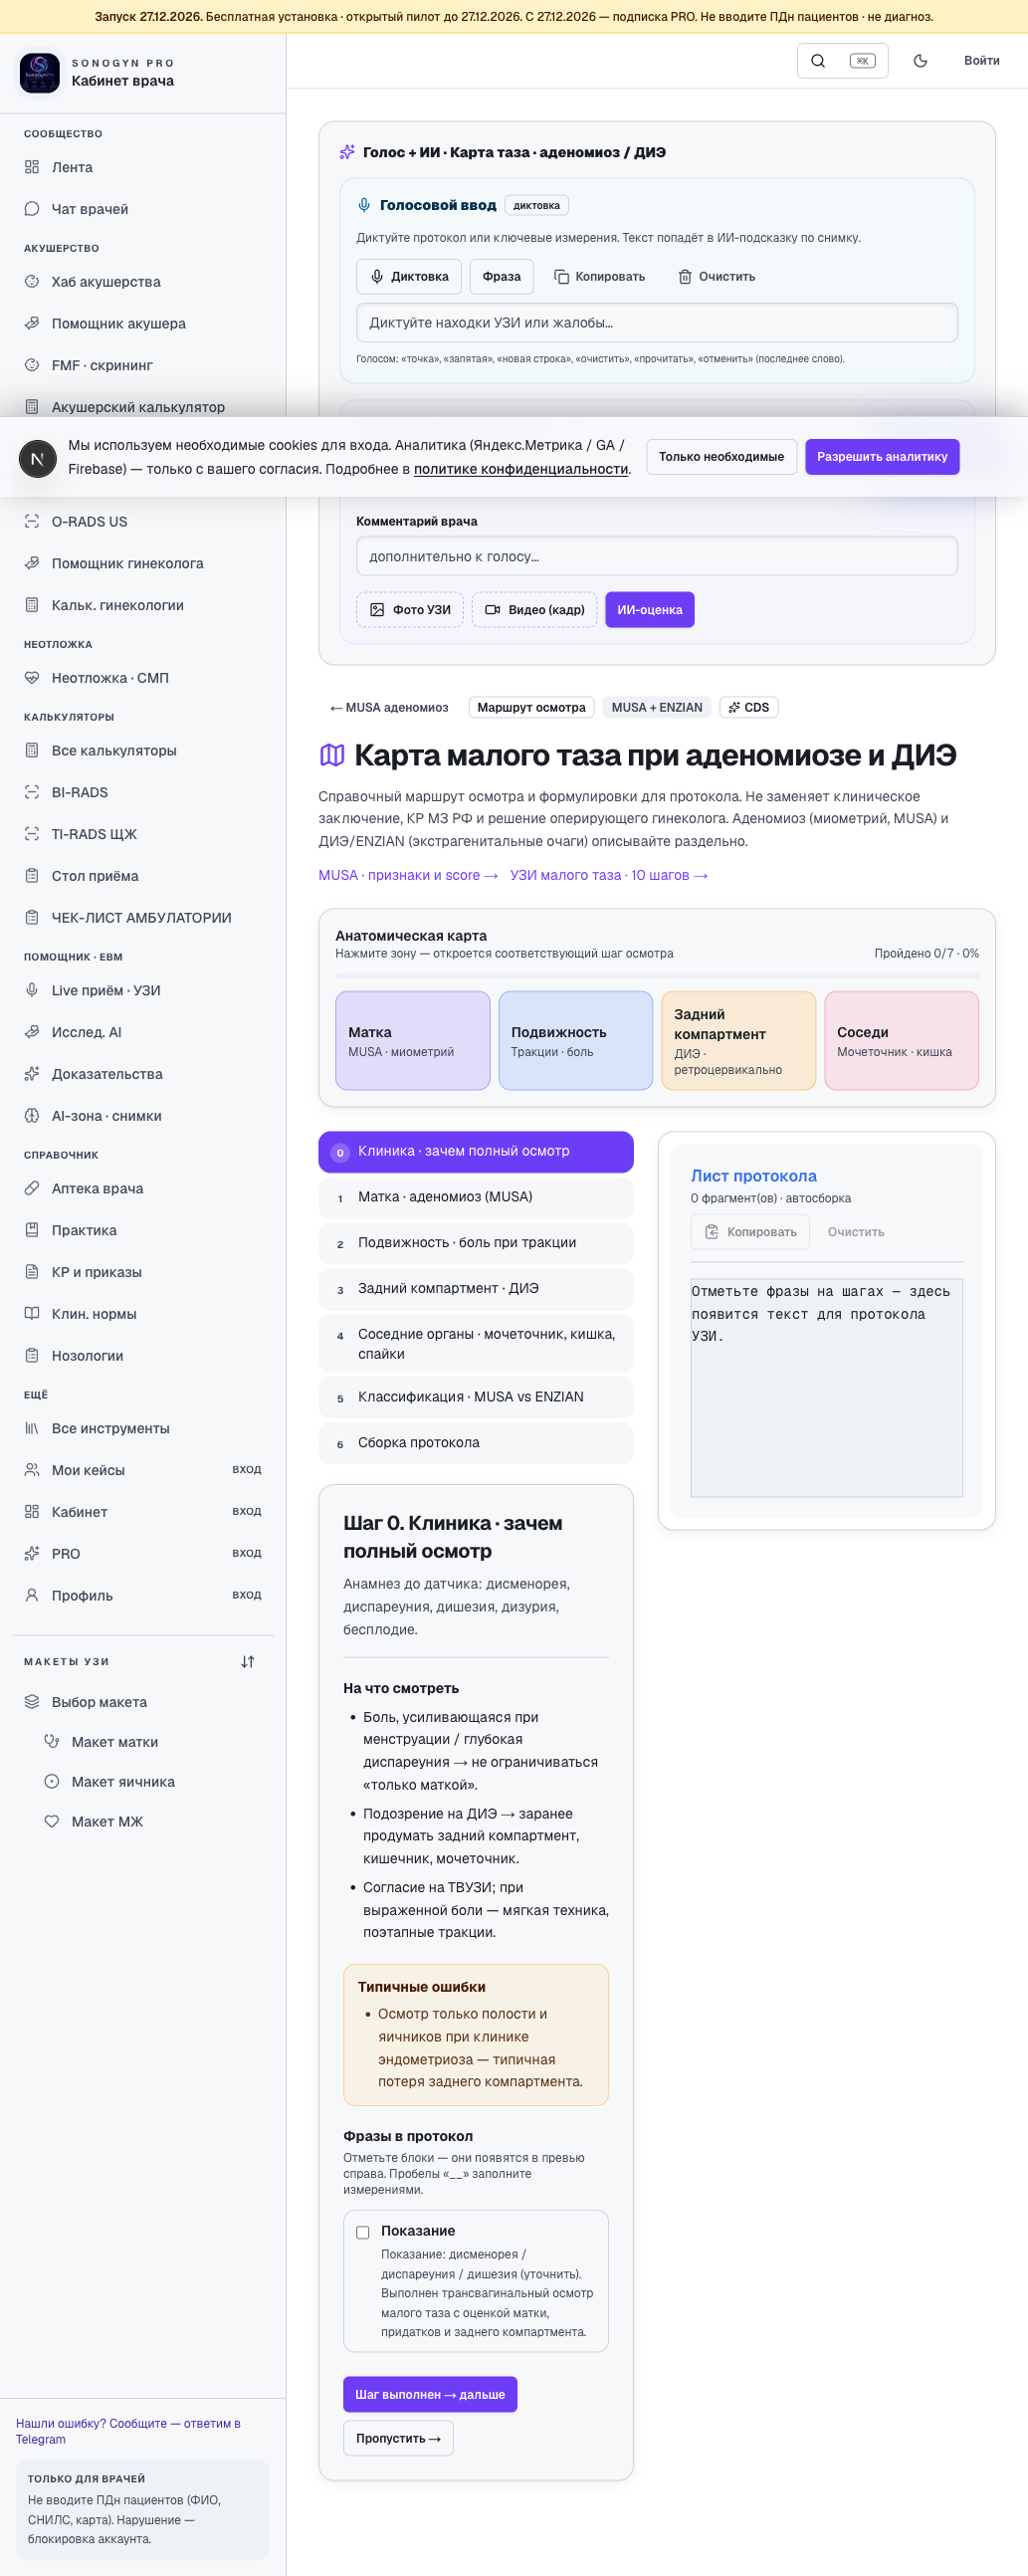 Запуск 27.12.2026. Бесплатная установка · открытый пилот до 27.12.2026. С 27.12.2026 — подписка PRO. Не вводите ПДн пациентов · не диагноз.
SONOGYN PRO
Кабинет врача
⌘K
Войти
СООБЩЕСТВО
Лента
Чат врачей
АКУШЕРСТВО
Хаб акушерства
Помощник акушера
FMF · скрининг
Акушерский калькулятор
Голос + ИИ · Карта таза · аденомиоз / ДИЭ
Голосовой ввод
диктовка
Диктуйте протокол или ключевые измерения. Текст попадёт в ИИ-подсказку по снимку.
Диктовка
Фраза
Копировать
Очистить
Диктуйте находки УЗИ или жалобы...
Голосом: «точка», «запятая», «новая строка», «очистить», «прочитать», «отменить» (последнее слово).
N
Мы используем необходимые cookies для входа. Аналитика (Яндекс.Метрика / GA /
Firebase) — только с вашего согласия. Подробнее в политике конфиденциальности.
Только необходимые
Разрешить аналитику
O-RADS US
Помощник гинеколога
Кальк. гинекологии
НЕОТЛОЖКА
Неотложка · СМП
КАЛЬКУЛЯТОРЫ
Все калькуляторы
BI-RADS
TI-RADS ЩЖ
Стол приёма
ЧЕК-ЛИСТ АМБУЛАТОРИИ
ПОМОЩНИК · EBM
Live приём · УЗИ
Исслед. AI
Доказательства
AI-зона · снимки
СПРАВОЧНИК
Аптека врача
Практика
КР и приказы
Клин. нормы
Нозологии
ЕЩЁ
Все инструменты
Мои кейсы
вход
Кабинет
вход
PRO
вход
Профиль
вход
МАКЕТЫ УЗИ
Выбор макета
Макет матки
Макет яичника
Макет МЖ
Нашли ошибку? Сообщите — ответим в
Telegram
ТОЛЬКО ДЛЯ ВРАЧЕЙ
Не вводите ПДн пациентов (ФИО,
СНИЛС, карта). Нарушение —
блокировка аккаунта.
Комментарий врача
дополнительно к голосу...
Фото УЗИ
Видео (кадр)
ИИ-оценка
← MUSA аденомиоз
Маршрут осмотра
MUSA + ENZIAN
CDS
Карта малого таза при аденомиозе и ДИЭ
Справочный маршрут осмотра и формулировки для протокола. Не заменяет клиническое
заключение, КР МЗ РФ и решение оперирующего гинеколога. Аденомиоз (миометрий, MUSA) и
ДИЭ/ENZIAN (экстрагенитальные очаги) описывайте раздельно.
MUSA · признаки и score →
УЗИ малого таза · 10 шагов →
Анатомическая карта
Нажмите зону — откроется соответствующий шаг осмотра
Пройдено 0/7 · 0%
Матка
MUSA · миометрий
Подвижность
Тракции · боль
Задний
компартмент
ДИЭ ·
ретроцервикально
Соседи
Мочеточник · кишка
0 Клиника · зачем полный осмотр
1 Матка · аденомиоз (MUSA)
2 Подвижность · боль при тракции
3 Задний компартмент · ДИЭ
4 Соседние органы · мочеточник, кишка,
спайки
5 Классификация · MUSA vs ENZIAN
6 Сборка протокола
Лист протокола
0 фрагмент(ов) · автосборка
Копировать
Очистить
Отметьте фразы на шагах — здесь
появится текст для протокола
УЗИ.
Шаг 0. Клиника · зачем
полный осмотр
Анамнез до датчика: дисменорея,
диспареуния, дишезия, дизурия,
бесплодие.
На что смотреть
• Боль, усиливающаяся при
менструации / глубокая
диспареуния → не ограничиваться
«только маткой».
• Подозрение на ДИЭ → заранее
продумать задний компартмент,
кишечник, мочеточник.
• Согласие на ТВУЗИ; при
выраженной боли — мягкая техника,
поэтапные тракции.
Типичные ошибки
• Осмотр только полости и
яичников при клинике
эндометриоза — типичная
потеря заднего компартмента.
Фразы в протокол
Отметьте блоки — они появятся в превью
справа. Пробелы «__» заполните
измерениями.
Показание
Показание: дисменорея /
диспареуния / дишезия (уточнить).
Выполнен трансвагинальный осмотр
малого таза с оценкой матки,
придатков и заднего компартмента.
Шаг выполнен → дальше
Пропустить →